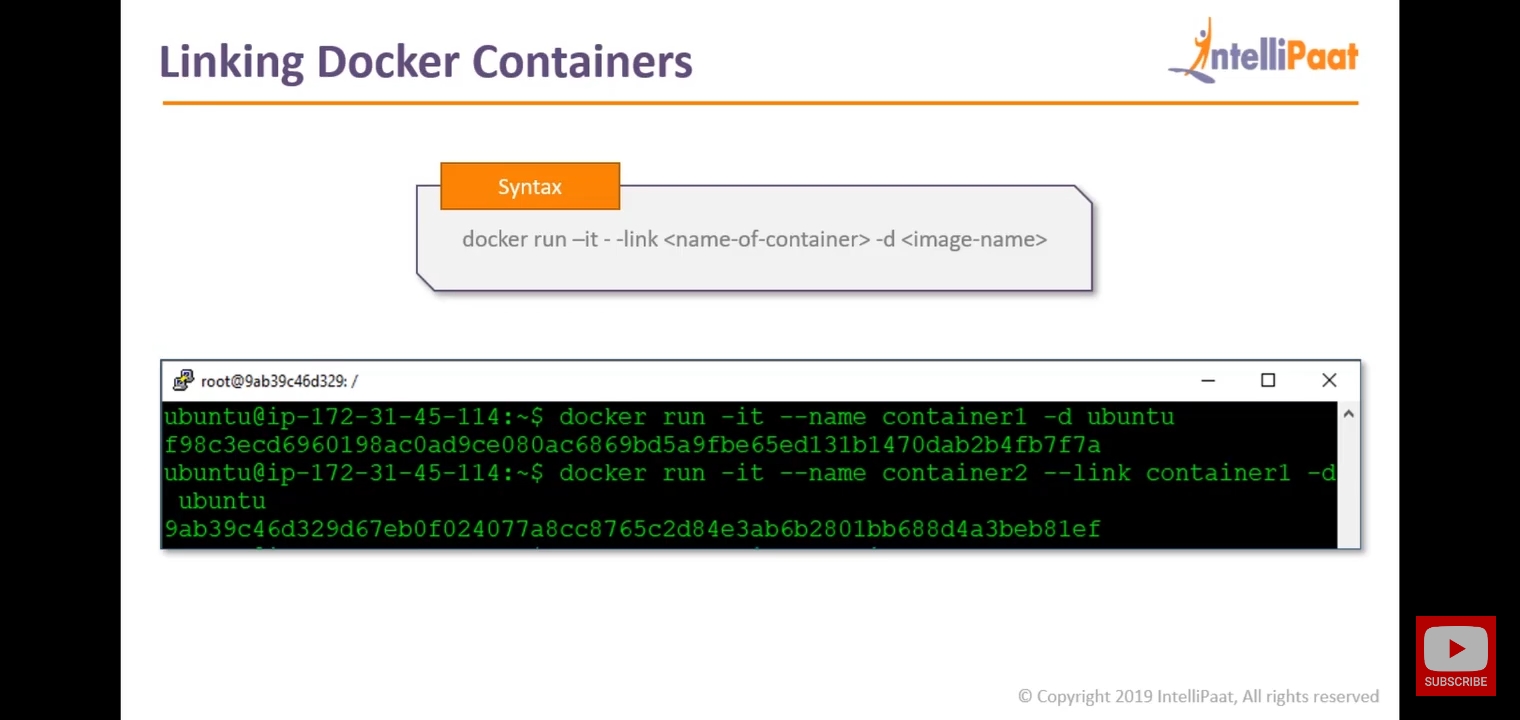 Linking Docker Containers
IntelliPaat
Syntax
docker run –it - -link <name-of-container> -d <image-name>
root@9ab39c46d329: /
ubuntu@ip-172-31-45-114:~$ docker run -it --name container1 -d ubuntu
f98c3ecd6960198ac0ad9ce080ac6869bd5a9fbe65ed131b1470dab2b4fb7f7a
ubuntu@ip-172-31-45-114:~$ docker run -it --name container2 --link container1 -d
ubuntu
9ab39c46d329d67eb0f024077a8cc8765c2d84e3ab6b2801bb688d4a3beb81ef
SUBSCRIBE
© Copyright 2019 IntelliPaat, All rights reserved